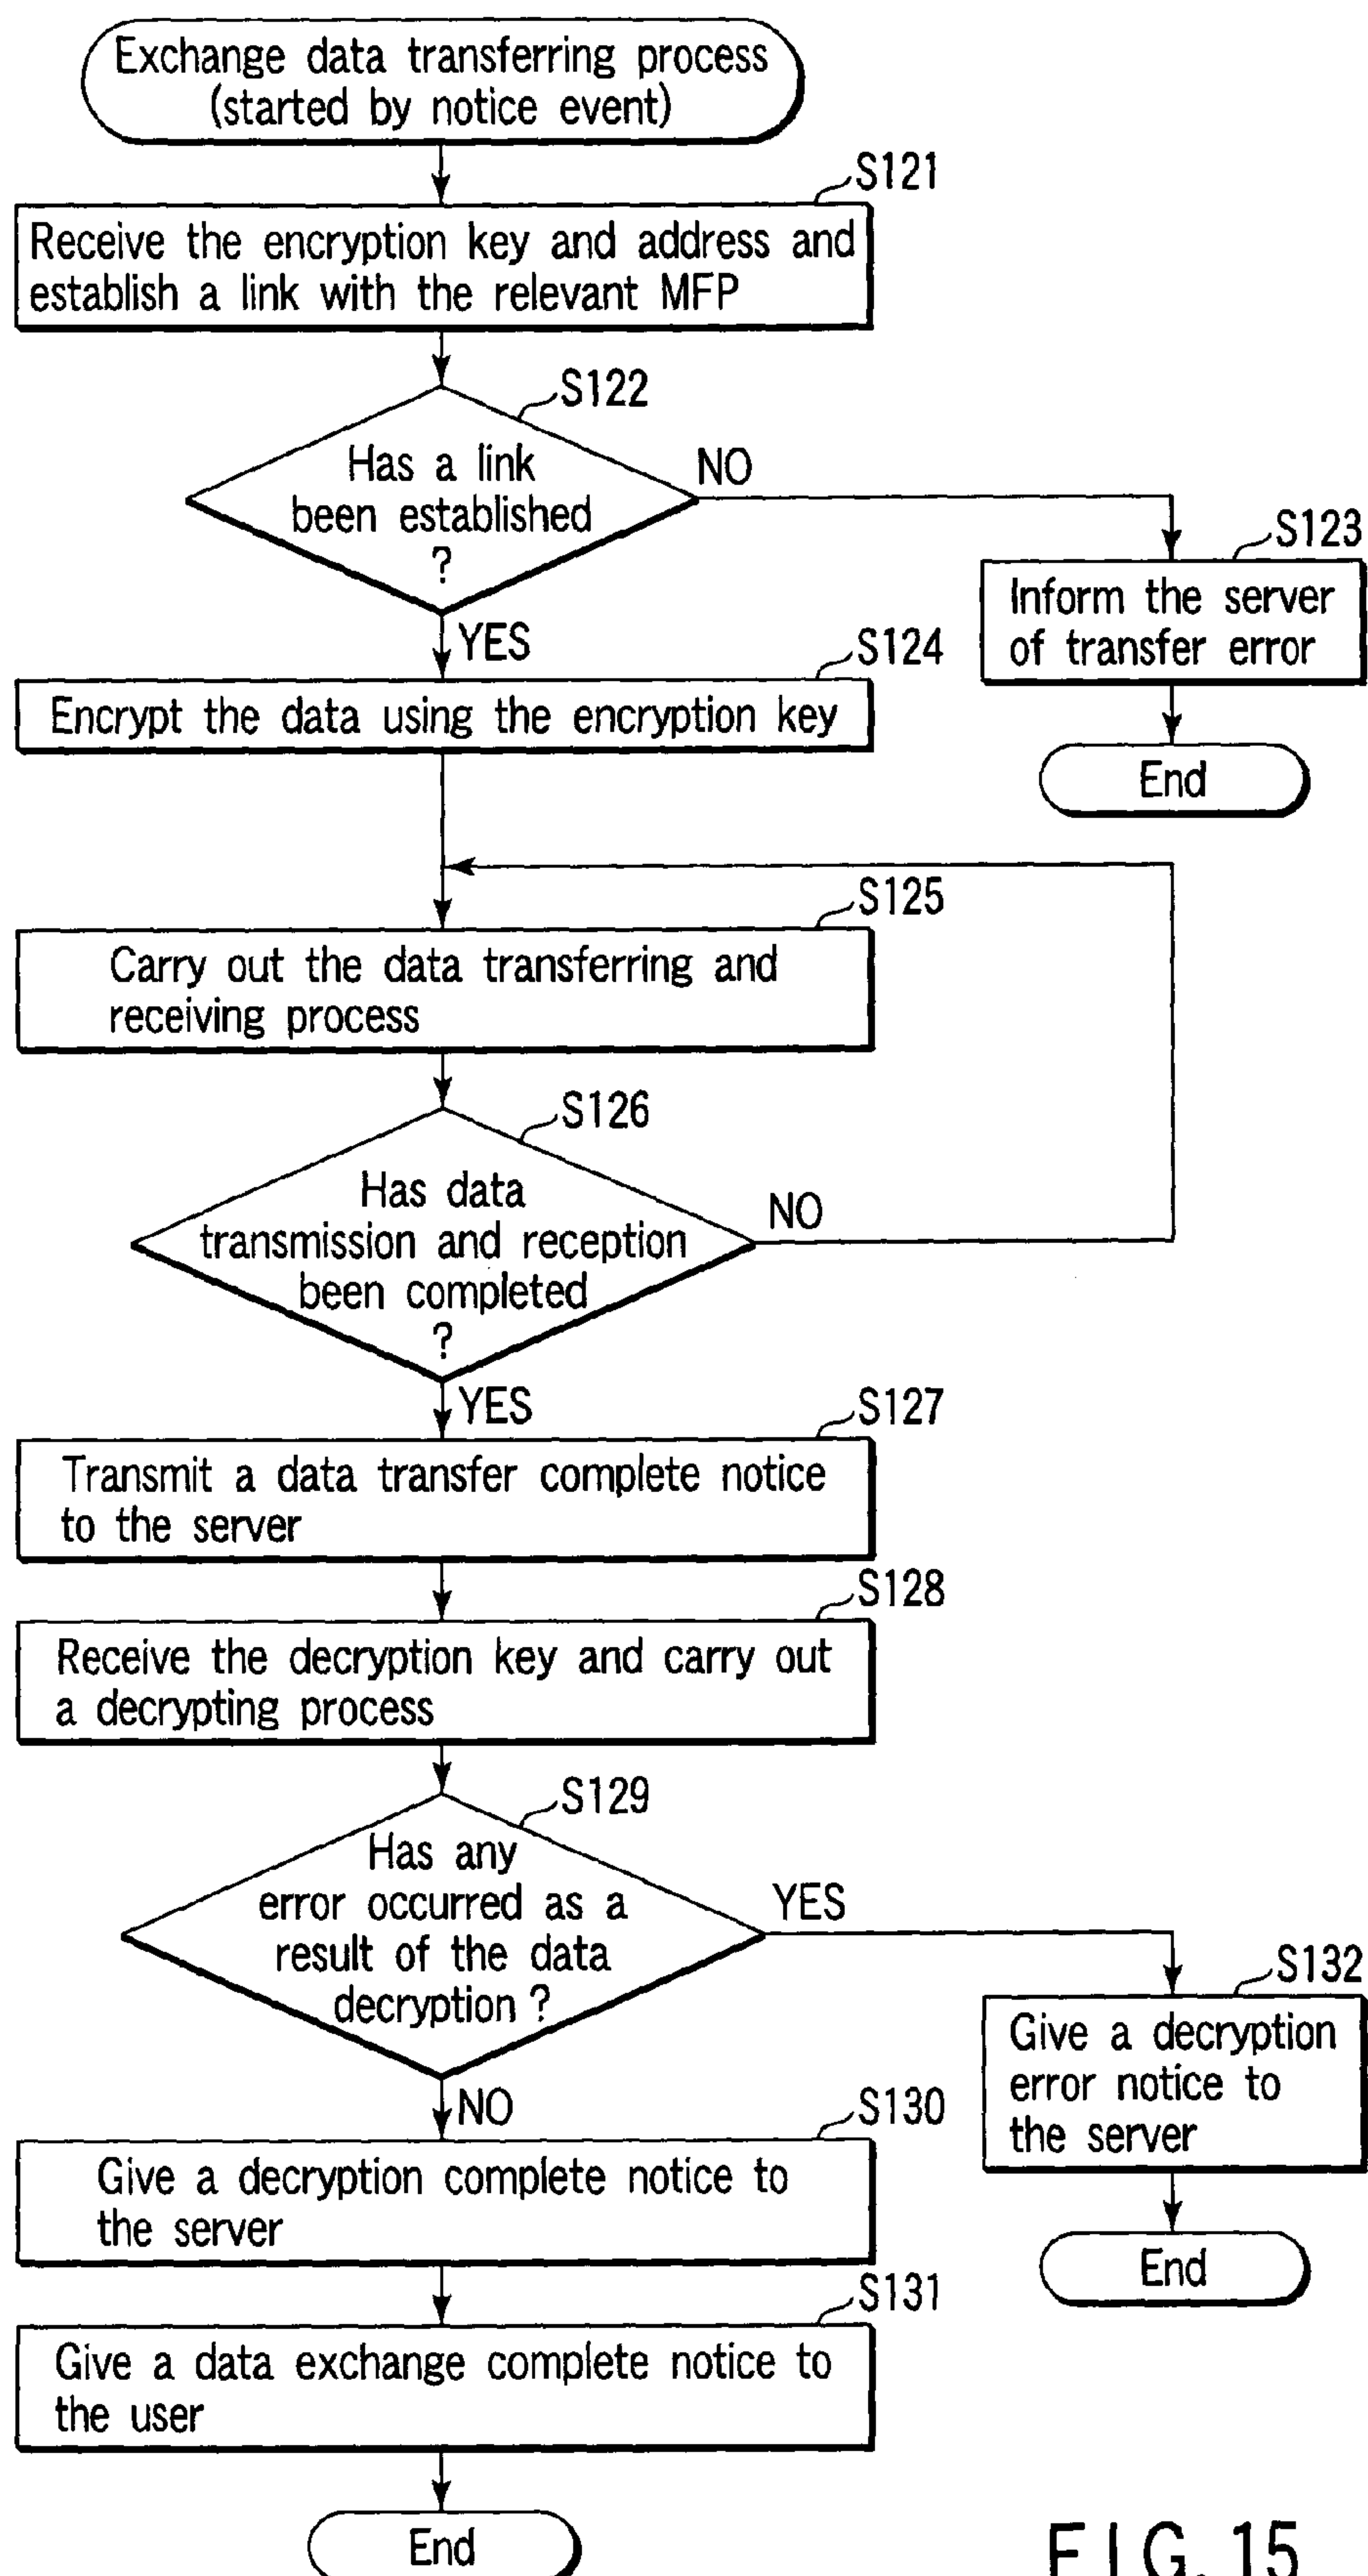 Exchange data transferring process
(started by notice event)
S121
Receive the encryption key and address and
establish a link with the relevant MFP
S122
Has a link
been established
?
NO
S123
Inform the server
of transfer error
End
YES
S124
Encrypt the data using the encryption key
S125
Carry out the data transferring and
receiving process
S126
Has data
transmission and reception
been completed
?
NO
YES
S127
Transmit a data transfer complete notice
to the server
S128
Receive the decryption key and carry out
a decrypting process
S129
Has any
error occurred as a
result of the data
decryption ?
YES
S132
Give a decryption
error notice to
the server
End
NO
S130
Give a decryption complete notice to
the server
S131
Give a data exchange complete notice to
the user
End
FIG. 15